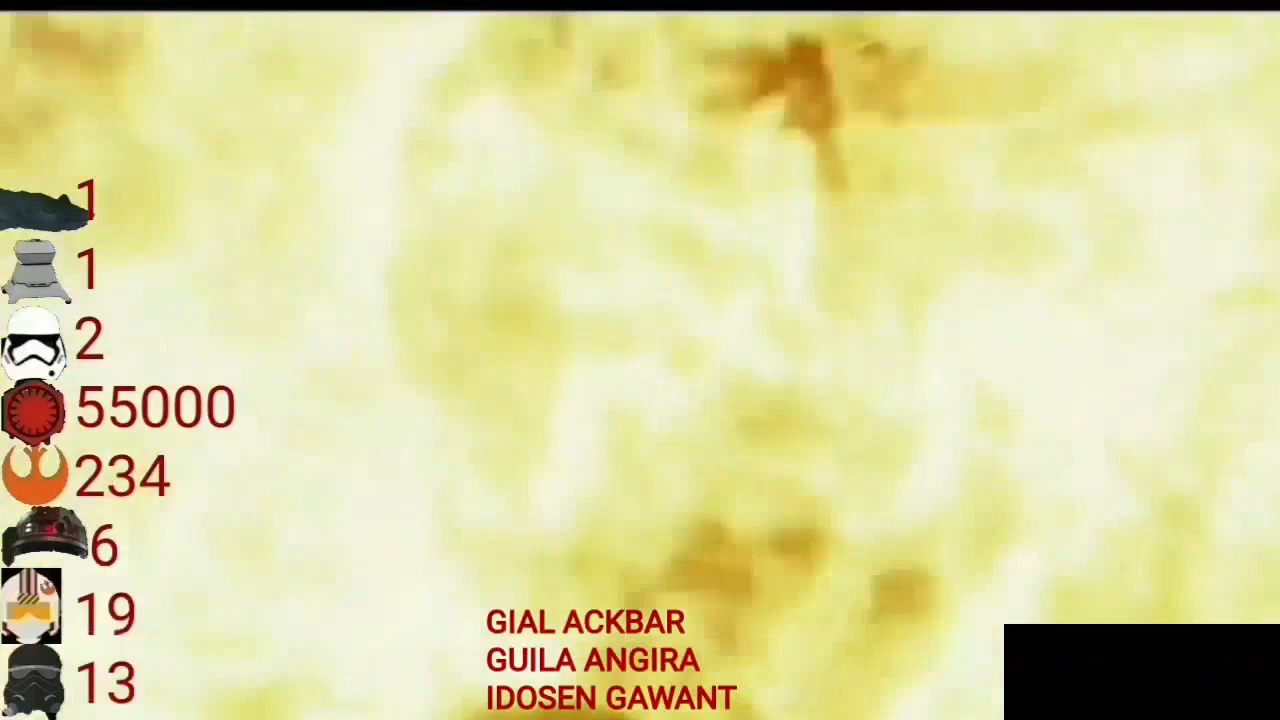 1
1
2
55000
234
6
19
13
GIAL ACKBAR
GUILA ANGIRA
IDOSEN GAWANT